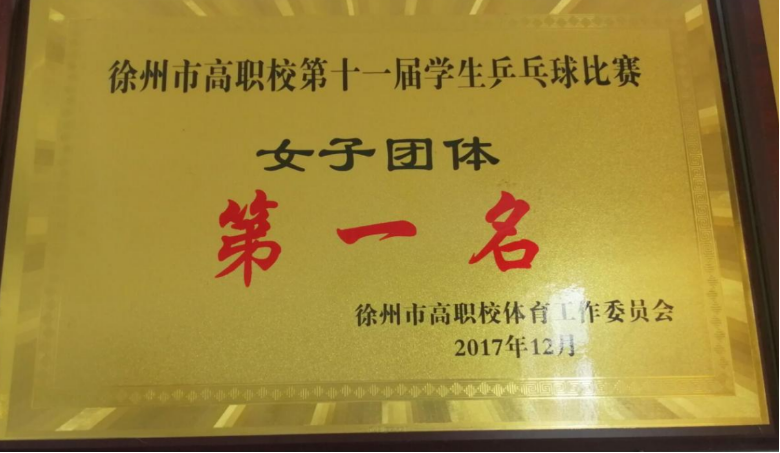 徐州市高职校第十一届学生乒乓球比赛
女子团体
第一名
徐州市高职校体育工作委员会
2017年12月